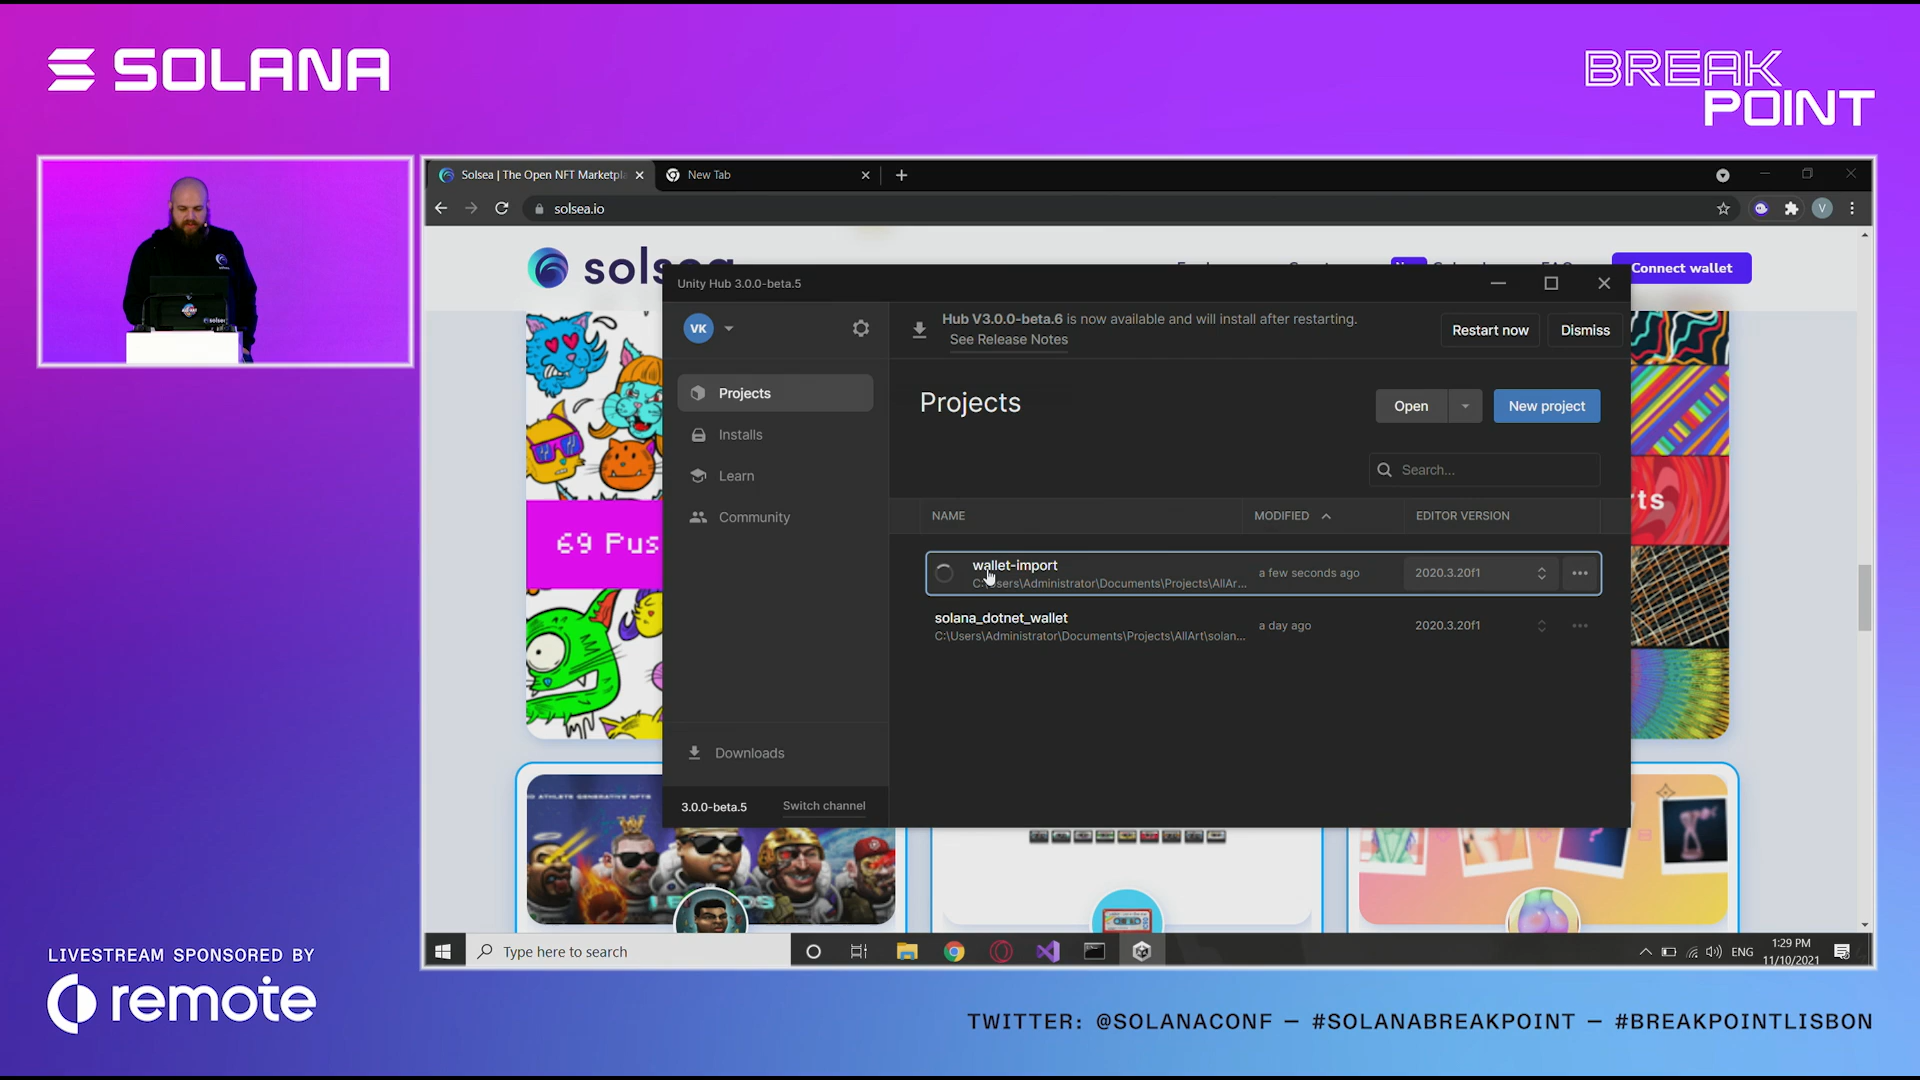 SOLANA
BREAK
POINT
Solsea | The Open NFT Marketpla
New Tab
solsea.io
V
Connect wallet
Unity Hub 3.0.0-beta.5
VK
Hub V3.0.0-beta.6 is now available and will install after restarting.
See Release Notes
Restart now
Dismiss
Projects
Installs
Learn
Community
Projects
Open
New project
Search...
NAME
MODIFIED
EDITOR VERSION
wallet-import
a few seconds ago
2020.3.20f1
solana_dotnet_wallet
C:\Users\Administrator\Documents\Projects\AllArt\solan...
a day ago
2020.3.20f1
69 Pus
Downloads
3.0.0-beta.5
Switch channel
Type here to search
ENG
1:29 PM
11/10/2021
LIVESTREAM SPONSORED BY
remote
TWITTER: @SOLANACONF – #SOLANABREAKPOINT – #BREAKPOINTLISBON